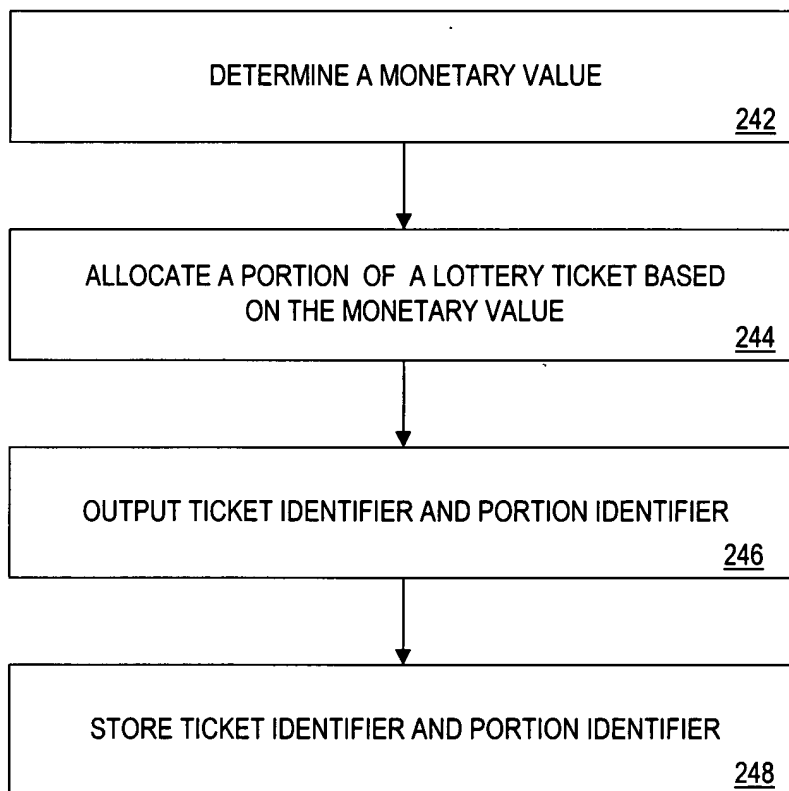 DETERMINE A MONETARY VALUE
242
ALLOCATE A PORTION OF A LOTTERY TICKET BASED
ON THE MONETARY VALUE
244
OUTPUT TICKET IDENTIFIER AND PORTION IDENTIFIER
246
STORE TICKET IDENTIFIER AND PORTION IDENTIFIER
248